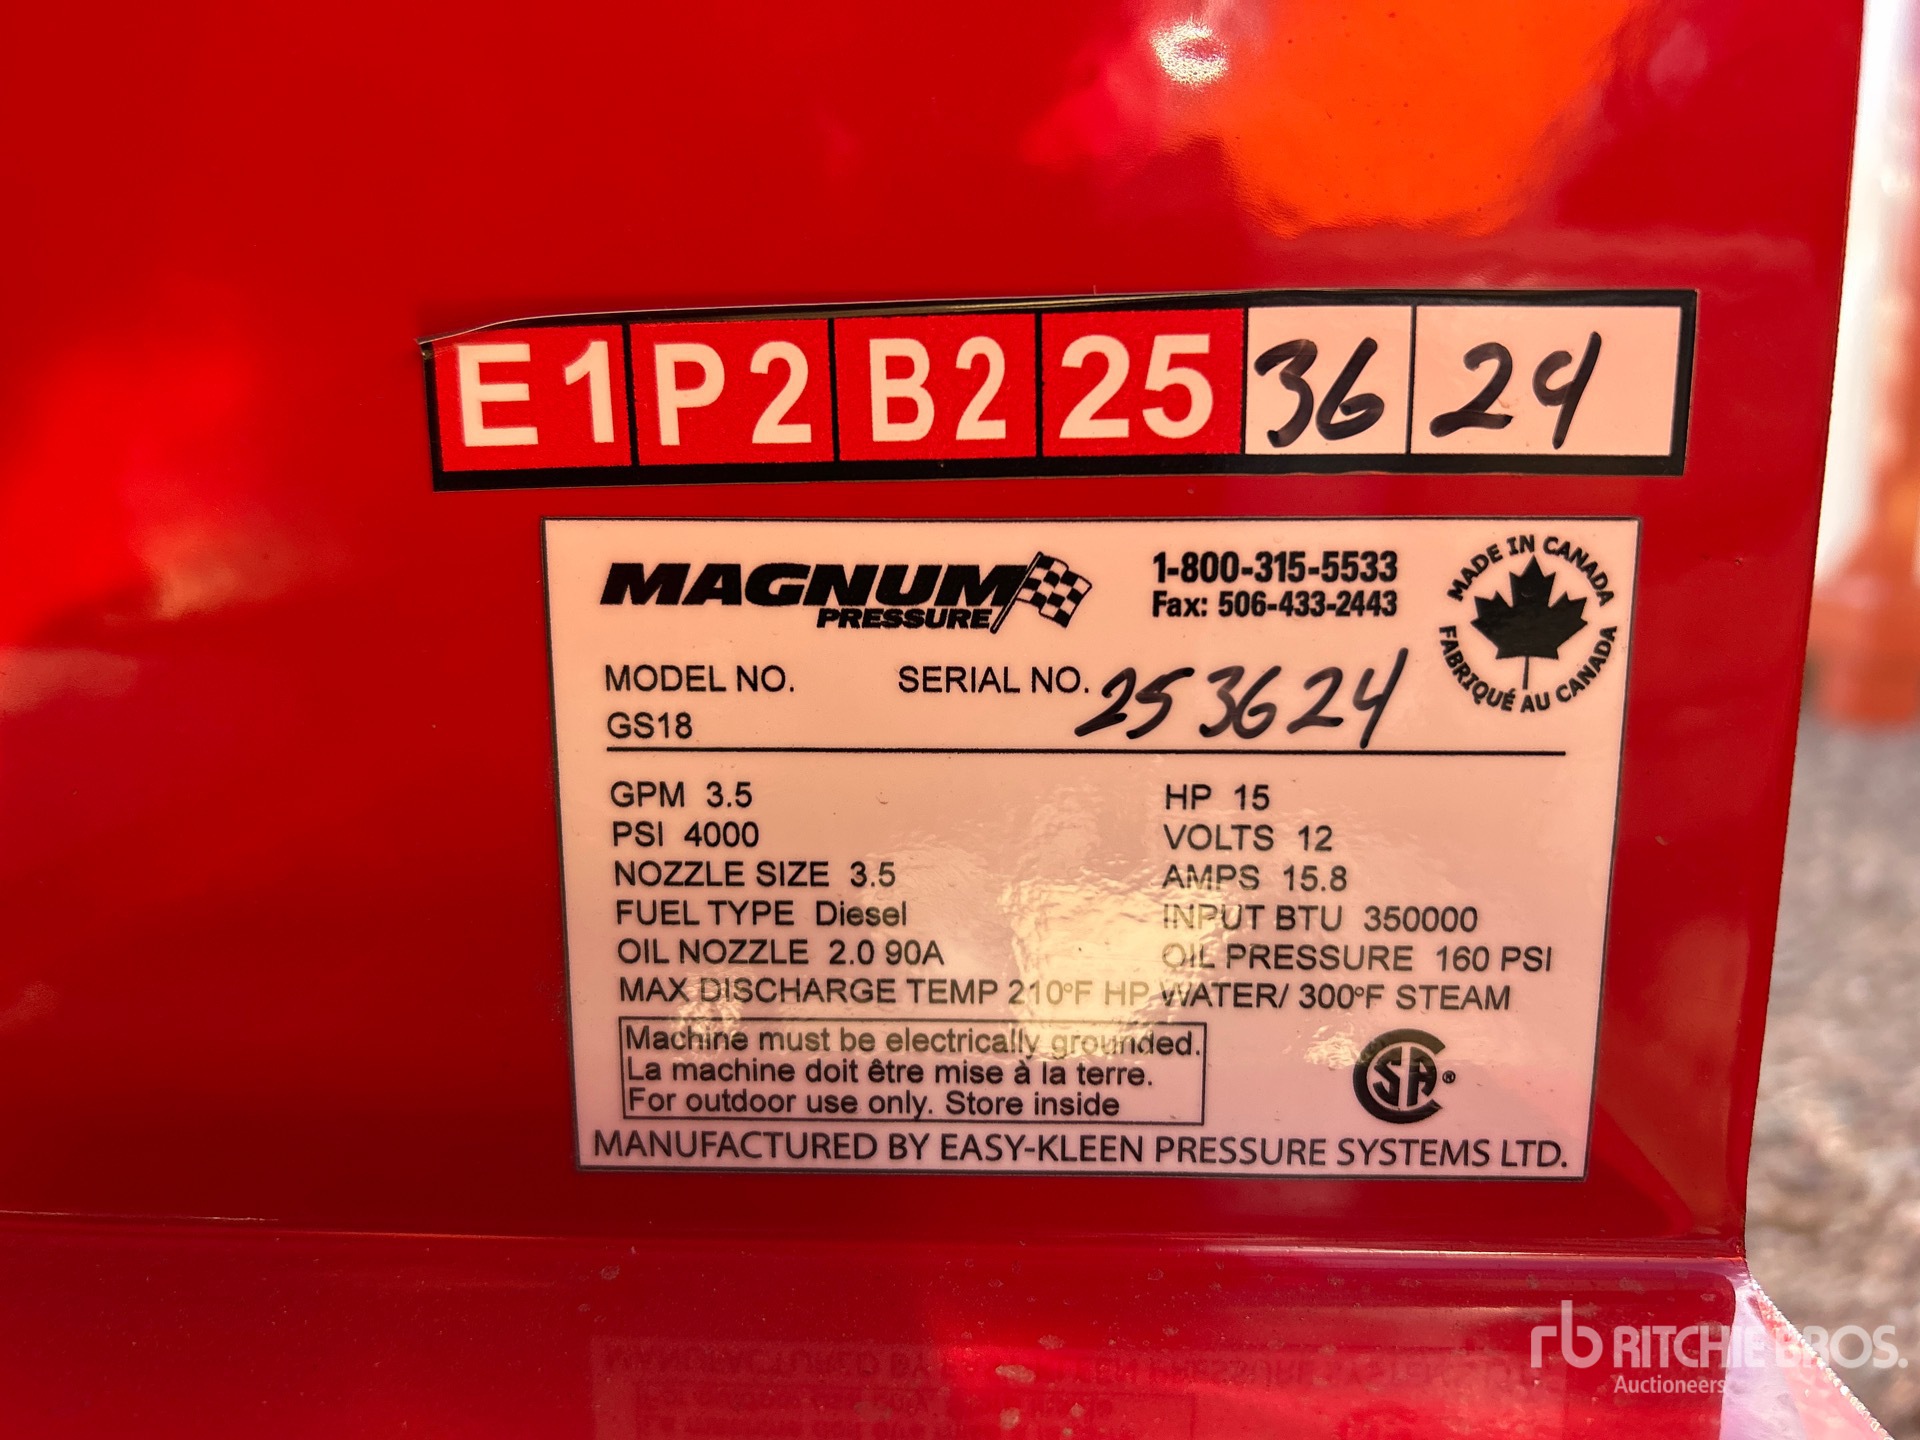 E1 P2 B2 25 36 24
MAGNUM
PRESSURE
1-800-315-5533
Fax: 506-433-2443
MADE IN CANADA
FABRIQUÉ AU CANADA
MODEL NO.
GS18
SERIAL NO. 253624
GPM 3.5
PSI 4000
NOZZLE SIZE 3.5
FUEL TYPE Diesel
OIL NOZZLE 2.0 90A
HP 15
VOLTS 12
AMPS 15.8
INPUT BTU 350000
OIL PRESSURE 160 PSI
MAX DISCHARGE TEMP 210°F HP WATER/ 300°F STEAM
Machine must be electrically grounded.
La machine doit être mise à la terre.
For outdoor use only. Store inside
CSA®
MANUFACTURED BY EASY-KLEEN PRESSURE SYSTEMS LTD.
rb RITCHIE BROS.
Auctioneers